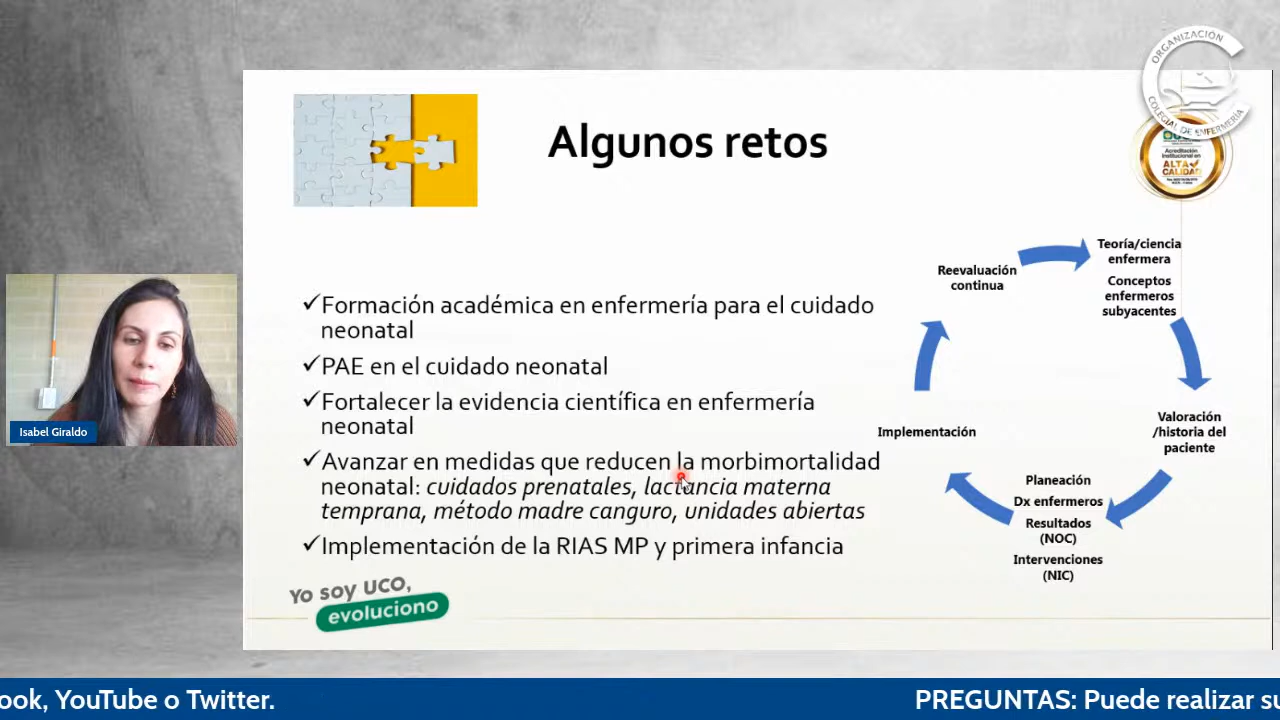 ORGANIZACIÓN
COLEGIAL DE ENFERMERÍA
Acreditación
Institucional en
ALTA
CALIDAD
Algunos retos
✓Formación académica en enfermería para el cuidado
neonatal
✓PAE en el cuidado neonatal
✓Fortalecer la evidencia científica en enfermería
neonatal
✓Avanzar en medidas que reducen la morbimortalidad
neonatal: cuidados prenatales, lactancia materna
temprana, método madre canguro, unidades abiertas
✓Implementación de la RIAS MP y primera infancia
Teoría/ciencia
enfermera
Conceptos
enfermeros
subyacentes
Valoración
/historia del
paciente
Planeación
Dx enfermeros
Resultados
(NOC)
Intervenciones
(NIC)
Implementación
Reevaluación
continua
Yo soy UCO,
evoluciono
Isabel Giraldo
ook, YouTube o Twitter.
PREGUNTAS: Puede realizar su